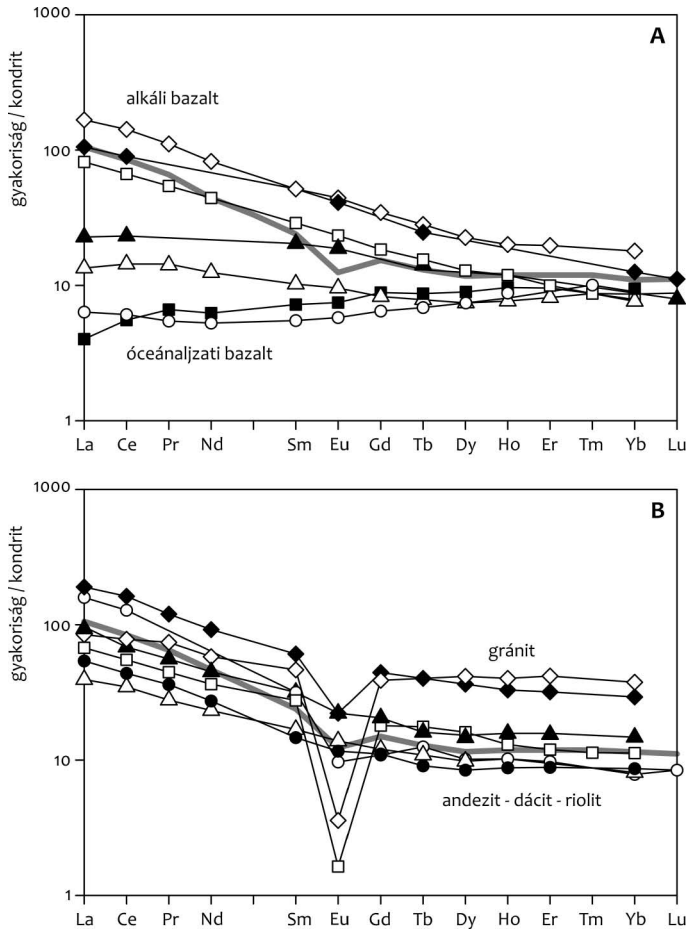 1000
A
alkáli bazalt
gyakoriság / kondrit
100
10
óceánaljzati bazalt
1
La Ce Pr Nd Sm Eu Gd Tb Dy Ho Er Tm Yb Lu
1000
B
gyakoriság / kondrit
100
gránit
10
andezit - dácit - riolit
1
La Ce Pr Nd Sm Eu Gd Tb Dy Ho Er Tm Yb Lu